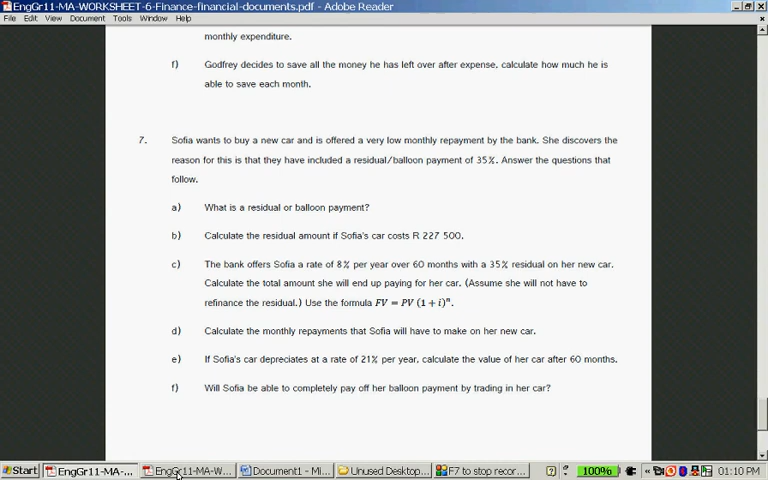 EngGr11-MA-WORKSHEET-6-Finance-financial-documents.pdf - Adobe Reader
File Edit View Document Tools Window Help
monthly expenditure.
f) Godfrey decides to save all the money he has left over after expense, calculate how much he is
able to save each month.
7. Sofia wants to buy a new car and is offered a very low monthly repayment by the bank. She discovers the
reason for this is that they have included a residual/balloon payment of 35%. Answer the questions that
follow.
a) What is a residual or balloon payment?
b) Calculate the residual amount if Sofia's car costs R 227 500.
c) The bank offers Sofia a rate of 8% per year over 60 months with a 35% residual on her new car.
Calculate the total amount she will end up paying for her car. (Assume she will not have to
refinance the residual.) Use the formula FV = PV (1 + i)ⁿ.
d) Calculate the monthly repayments that Sofia will have to make on her new car.
e) If Sofia's car depreciates at a rate of 21% per year, calculate the value of her car after 60 months.
f) Will Sofia be able to completely pay off her balloon payment by trading in her car?
Start EngGr11-MA-... EngGr11-MA-W... Document1 - Mi... Unused Desktop... F7 to stop recor... 100% 01:10 PM